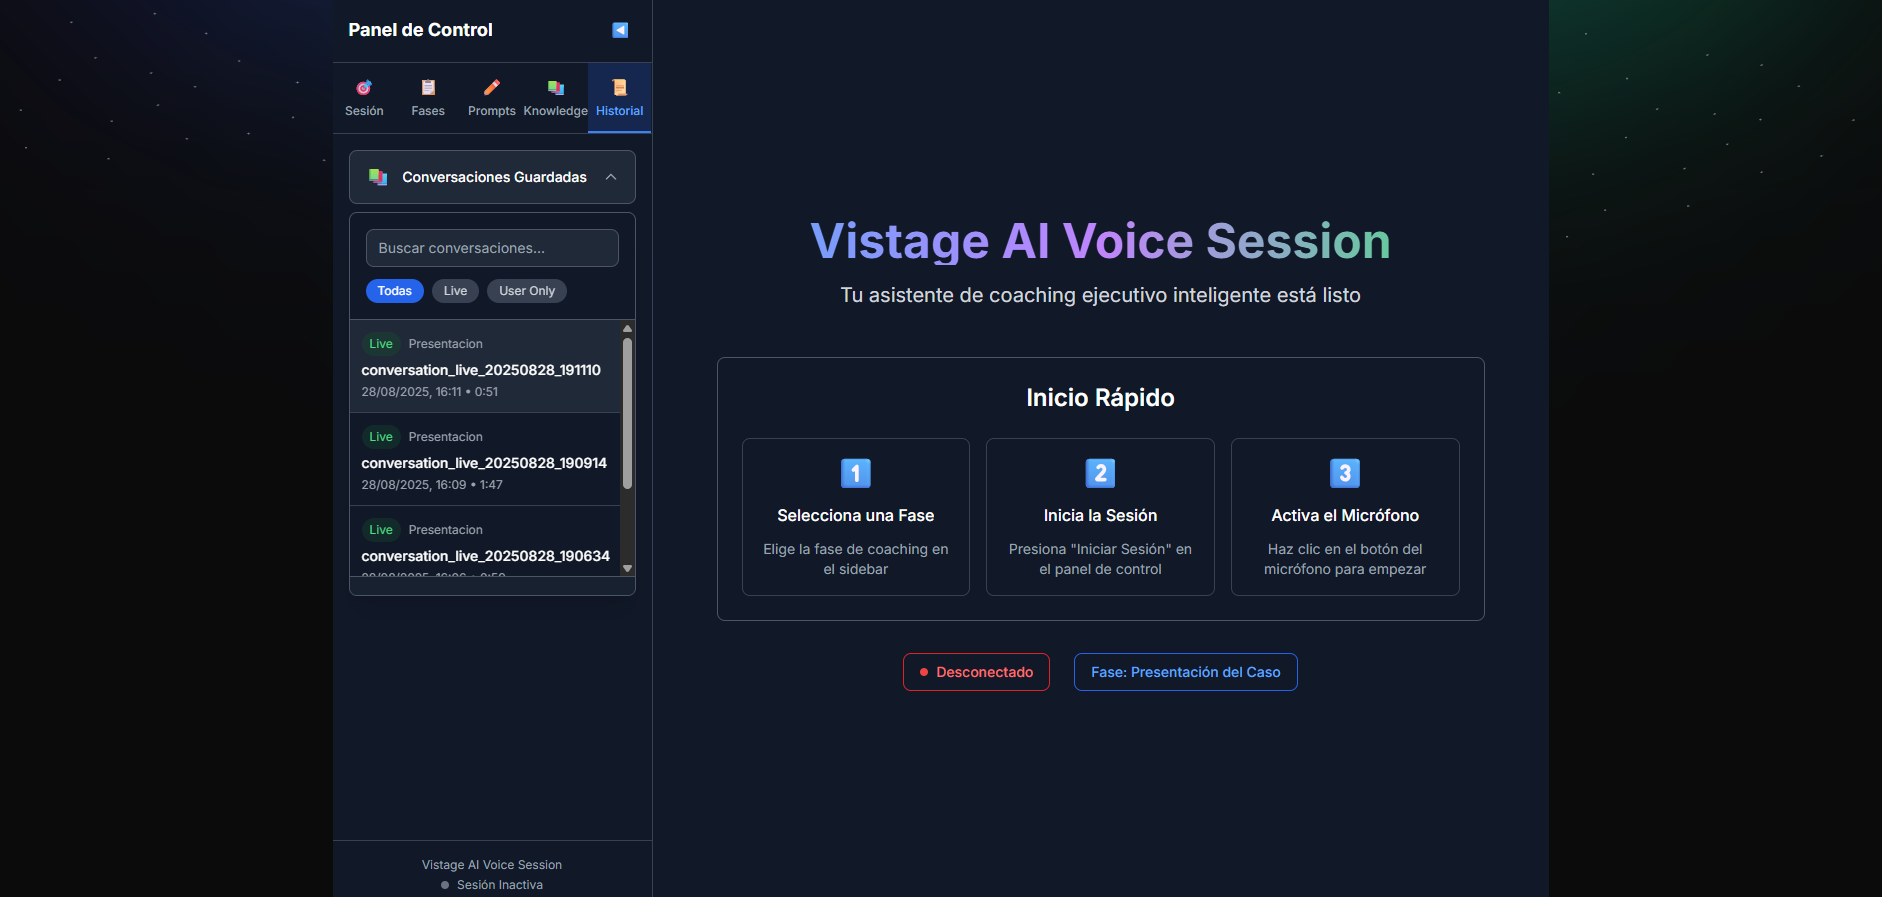 Panel de Control
Sesión
Fases
Prompts
Knowledge
Historial
Conversaciones Guardadas
Buscar conversaciones...
Todas
Live
User Only
Live Presentacion
conversation_live_20250828_191110
28/08/2025, 16:11 • 0:51
Live Presentacion
conversation_live_20250828_190914
28/08/2025, 16:09 • 1:47
Live Presentacion
conversation_live_20250828_190634
Vistage AI Voice Session
Sesión Inactiva
Vistage AI Voice Session
Tu asistente de coaching ejecutivo inteligente está listo
Inicio Rápido
1
Selecciona una Fase
Elige la fase de coaching en
el sidebar
2
Inicia la Sesión
Presiona "Iniciar Sesión" en
el panel de control
3
Activa el Micrófono
Haz clic en el botón del
micrófono para empezar
Desconectado
Fase: Presentación del Caso